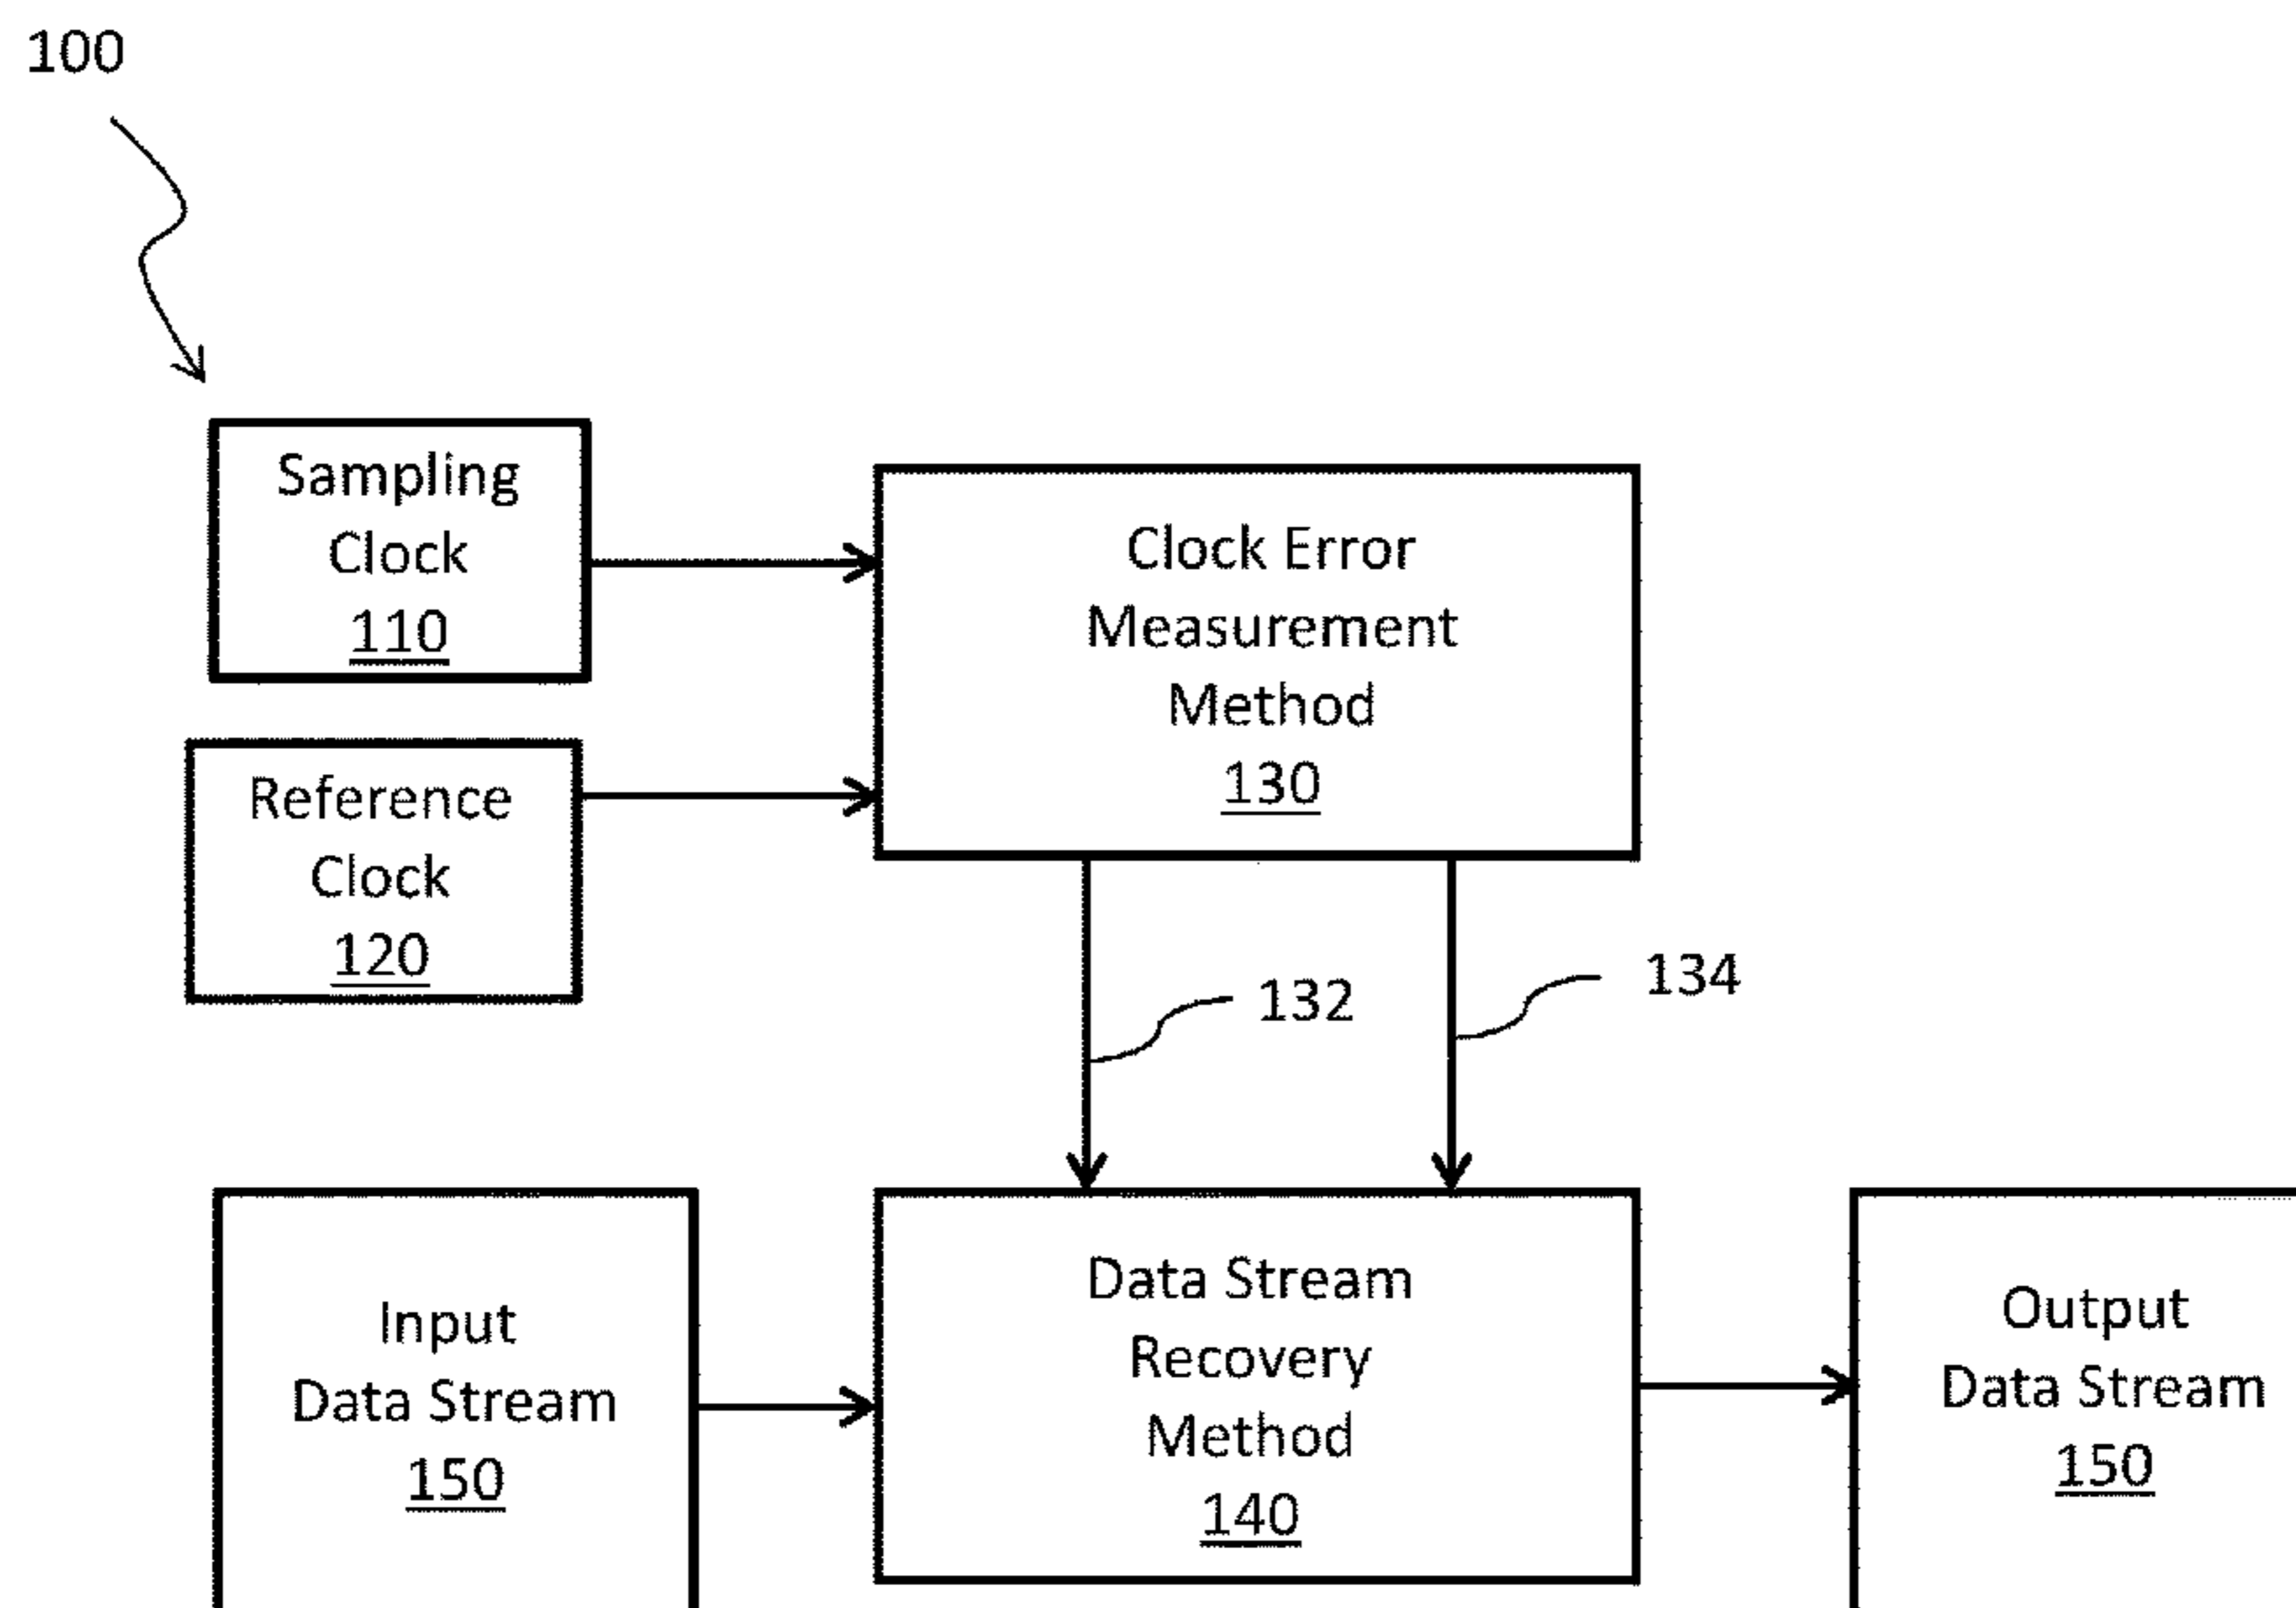 100
Sampling
Clock
110
Clock Error
Measurement
Method
130
Reference
Clock
120
132
134
Input
Data Stream
150
Data Stream
Recovery
Method
140
Output
Data Stream
150